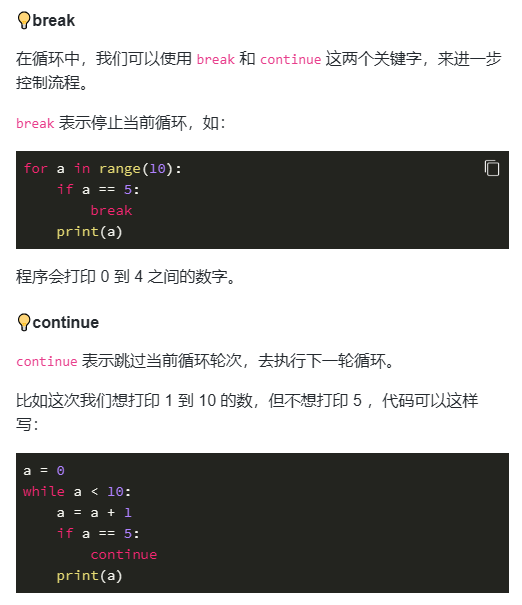 💡break
在循环中，我们可以使用 break 和 continue 这两个关键字，来进一步
控制流程。
break 表示停止当前循环，如：
for a in range(10):
    if a == 5:
        break
    print(a)
程序会打印 0 到 4 之间的数字。
💡continue
continue 表示跳过当前循环轮次，去执行下一轮循环。
比如这次我们想打印 1 到 10 的数，但不想打印 5 ，代码可以这样
写：
a = 0
while a < 10:
    a = a + 1
    if a == 5:
        continue
    print(a)